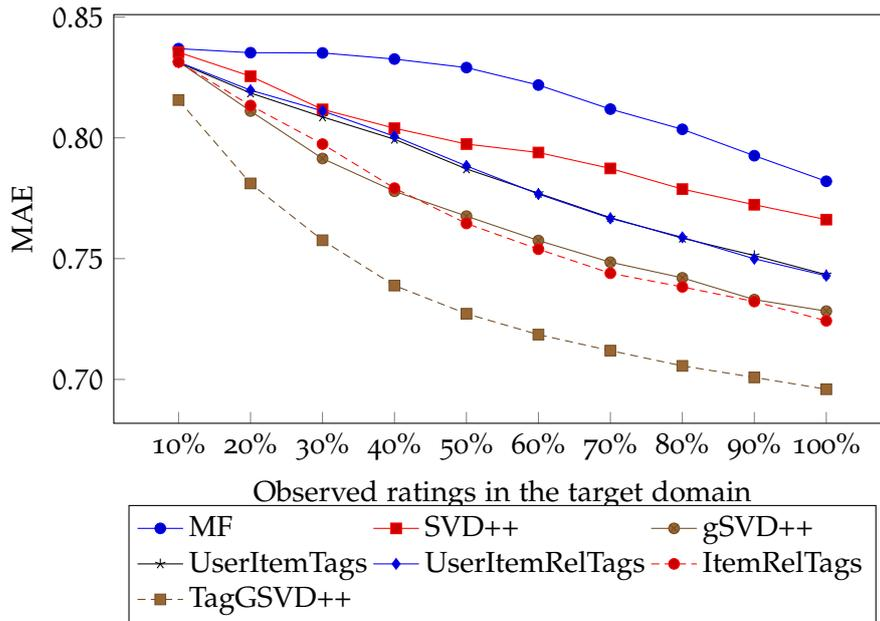 0.85
0.80
0.75
0.70
MAE
10% 20% 30% 40% 50% 60% 70% 80% 90% 100%
Observed ratings in the target domain
MF SVD++ gSVD++
UserItemTags UserItemRelTags ItemRelTags
TagGSVD++